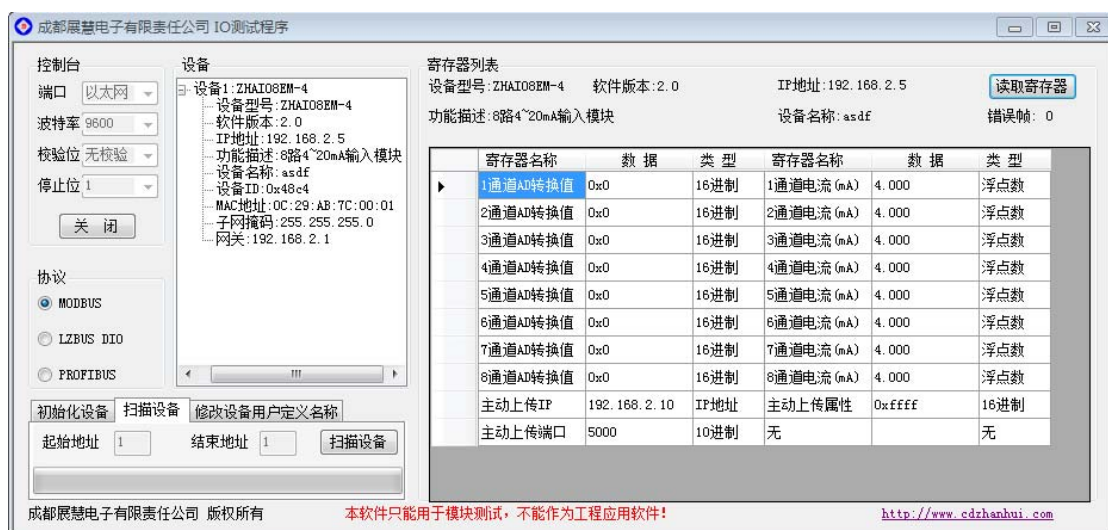 成都展慧电子有限责任公司 IO测试程序
控制台
端口 以太网
波特率 9600
校验位 无校验
停止位 1
关 闭
协议
MODBUS
LZBUS DIO
PROFIBUS
设备
设备1:ZHAIO8EM-4
设备型号:ZHAIO8EM-4
软件版本:2.0
IP地址:192.168.2.5
功能描述:8路4~20mA输入模块
设备名称:asdf
设备ID:0x48c4
MAC地址:0C:29:AB:7C:00:01
子网掩码:255.255.255.0
网关:192.168.2.1
初始化设备 扫描设备 修改设备用户定义名称
起始地址 1 结束地址 1 扫描设备
寄存器列表
设备型号:ZHAIO8EM-4 软件版本:2.0 IP地址:192.168.2.5 读取寄存器
功能描述:8路4~20mA输入模块 设备名称:asdf 错误帧: 0
寄存器名称 数 据 类 型 寄存器名称 数 据 类 型
1通道AD转换值 0x0 16进制 1通道电流(mA) 4.000 浮点数
2通道AD转换值 0x0 16进制 2通道电流(mA) 4.000 浮点数
3通道AD转换值 0x0 16进制 3通道电流(mA) 4.000 浮点数
4通道AD转换值 0x0 16进制 4通道电流(mA) 4.000 浮点数
5通道AD转换值 0x0 16进制 5通道电流(mA) 4.000 浮点数
6通道AD转换值 0x0 16进制 6通道电流(mA) 4.000 浮点数
7通道AD转换值 0x0 16进制 7通道电流(mA) 4.000 浮点数
8通道AD转换值 0x0 16进制 8通道电流(mA) 4.000 浮点数
主动上传IP 192.168.2.10 IP地址 主动上传属性 0xffff 16进制
主动上传端口 5000 10进制 无 无
成都展慧电子有限责任公司 版权所有 本软件只能用于模块测试，不能作为工程应用软件! http://www.cdzhanhui.com